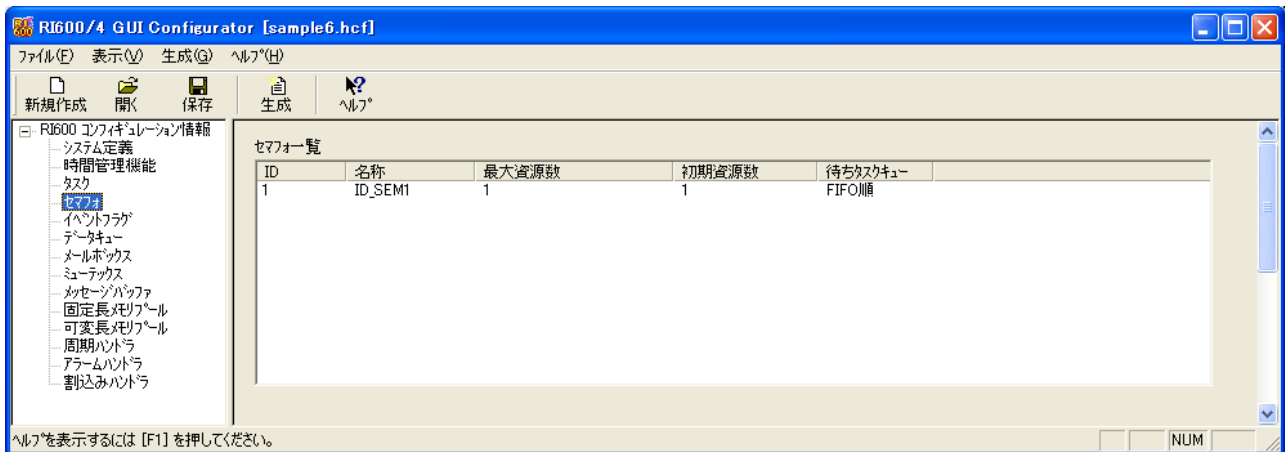 RI600/4 GUI Configurator [sample6.hcf]
ファイル(F) 表示(V) 生成(G) ヘルプ(H)
新規作成 開く 保存 生成 ヘルプ
RI600 コンフィギュレーション情報
システム定義
時間管理機能
タスク
セマフォ
イベントフラグ
データキュー
メールボックス
ミューテックス
メッセージバッファ
固定長メモリプール
可変長メモリプール
周期ハンドラ
アラームハンドラ
割込みハンドラ
セマフォ一覧
ID 名称 最大資源数 初期資源数 待ちタスクキュー
1 ID_SEM1 1 1 FIFO順
ヘルプを表示するには [F1] を押してください。 NUM